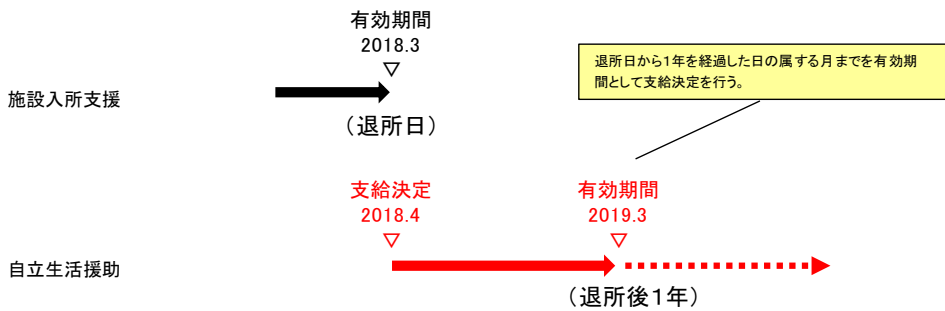 有効期間
2018.3
▽
退所日から1年を経過した日の属する月までを有効期
間として支給決定を行う。
施設入所支援
（退所日）
支給決定
2018.4
▽
有効期間
2019.3
▽
自立生活援助
（退所後1年）